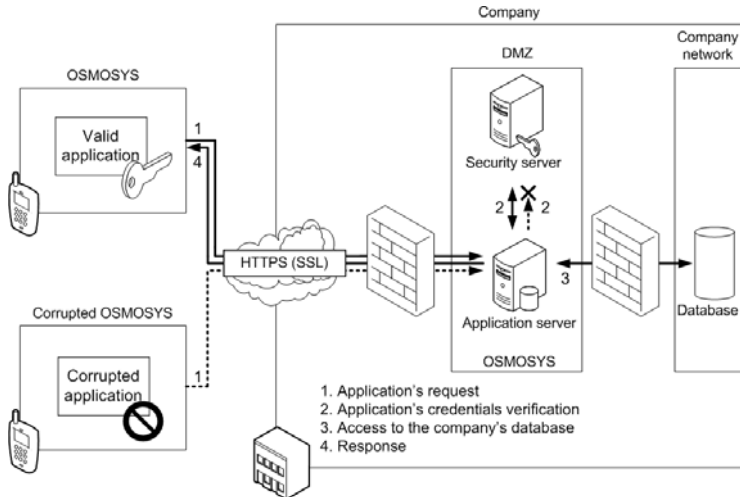 Company
OSMOSYS
Valid
application
1
4
DMZ
Security server
2
2
Application server
OSMOSYS
3
Company
network
Database
HTTPS (SSL)
Corrupted OSMOSYS
Corrupted
application
1
1. Application's request
2. Application's credentials verification
3. Access to the company's database
4. Response